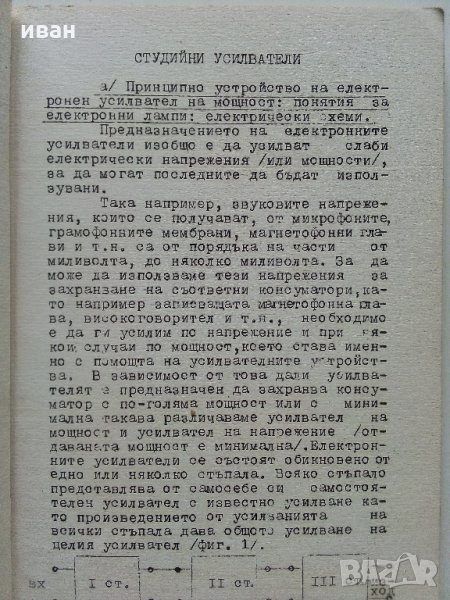 иван
СТУДИЙНИ УСИЛВАТЕЛИ
а/ Принципно устройство на елект-
ронен усилвател на мощност: понятия за
електронни лампи: електрически схеми.
Предназначението на електронните
усилватели изобщо е да усилват слаби
електрически напрежения /или мощности/,
за да могат последните да бъдат изпол-
зувани.
Така например, звуковите напреже-
ния, които се получават, от микрофоните,
грамофонните мембрани, магнетофонни гла-
ви и т.н. са от порядъка на части от
миливолта, до няколко миливолта. За да
може да използваме тези напрежения за
захранване на съответни консуматори,ка-
то например записващата магнетофонна гла-
ва, високоговорител и т.н., необходимо
е да ги усилим по напрежение и при ня-
кои случаи по мощност,което става имен-
но с помощта на усилвателните устройст-
ва. В зависимост от това дали усилва-
телят е предназначен да захранва консу-
матор с по-голяма мощност или с мини-
мална такава различаваме усилвател на
мощност и усилвател на напрежение /от-
даваната мощност е минимална/.Електрон-
ните усилватели се състоят обикновено от
едно или няколко стъпала. Всяко стъпало
представлява от самосебе си самостоя-
телен усилвател с известно усилване ка-
то произведението от усилванията на
всички стъпала дава общото усилване на
целия усилвател /фиг. 1/.
вх I ст. II ст. III
ход
BAZAR